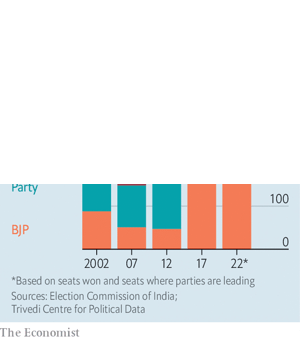 Party
100
BJP
0
2002 07 12 17 22*
*Based on seats won and seats where parties are leading
Sources: Election Commission of India;
Trivedi Centre for Political Data
The Economist